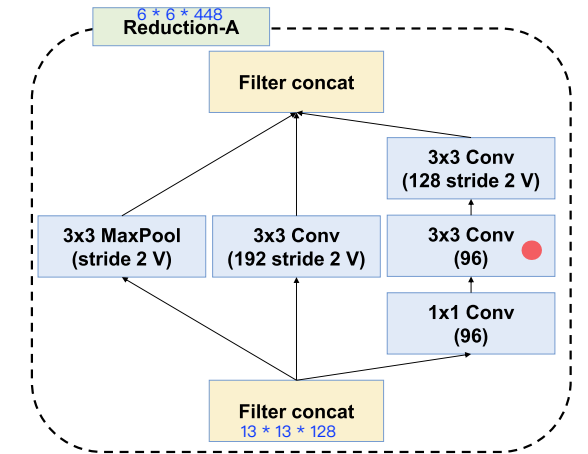 6 * 6 * 448
Reduction-A
Filter concat
3x3 Conv
(128 stride 2 V)
3x3 MaxPool
(stride 2 V)
3x3 Conv
(192 stride 2 V)
3x3 Conv
(96)
1x1 Conv
(96)
Filter concat
13 * 13 * 128